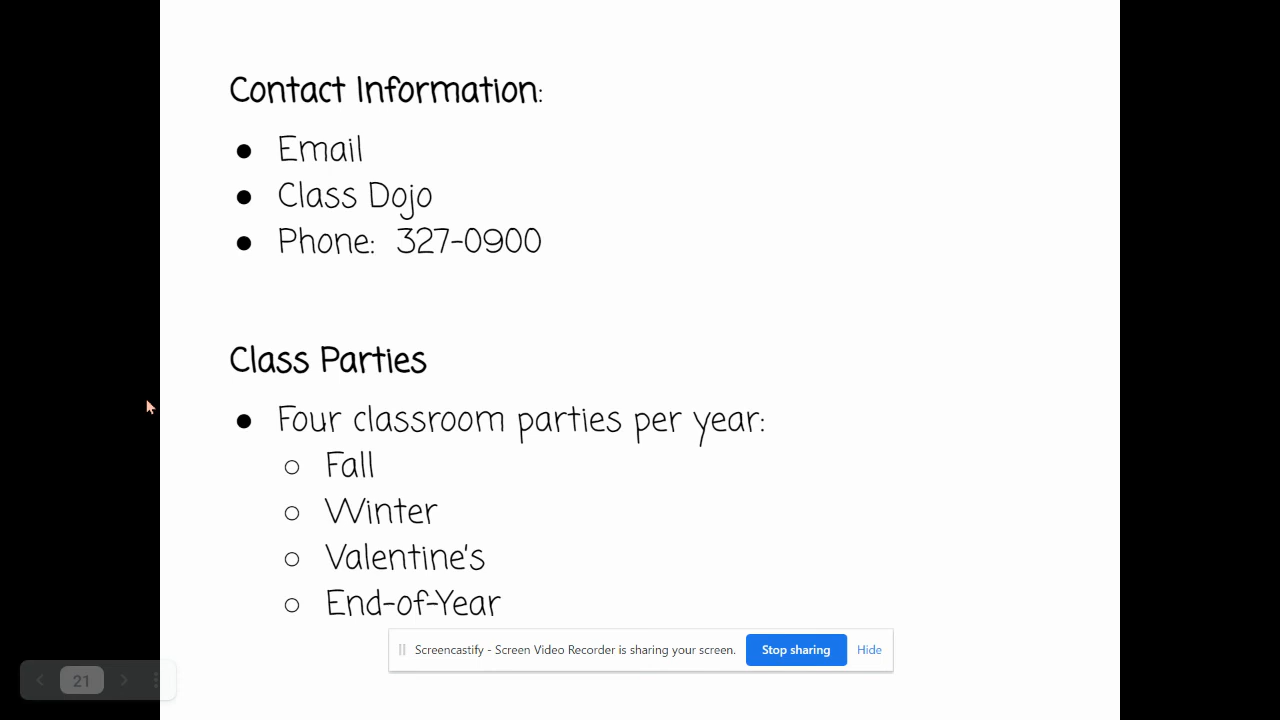 Contact Information:
● Email
● Class Dojo
● Phone: 327-0900
Class Parties
● Four classroom parties per year:
○ Fall
○ Winter
○ Valentine's
○ End-of-Year
Screencastify - Screen Video Recorder is sharing your screen. Stop sharing Hide
21